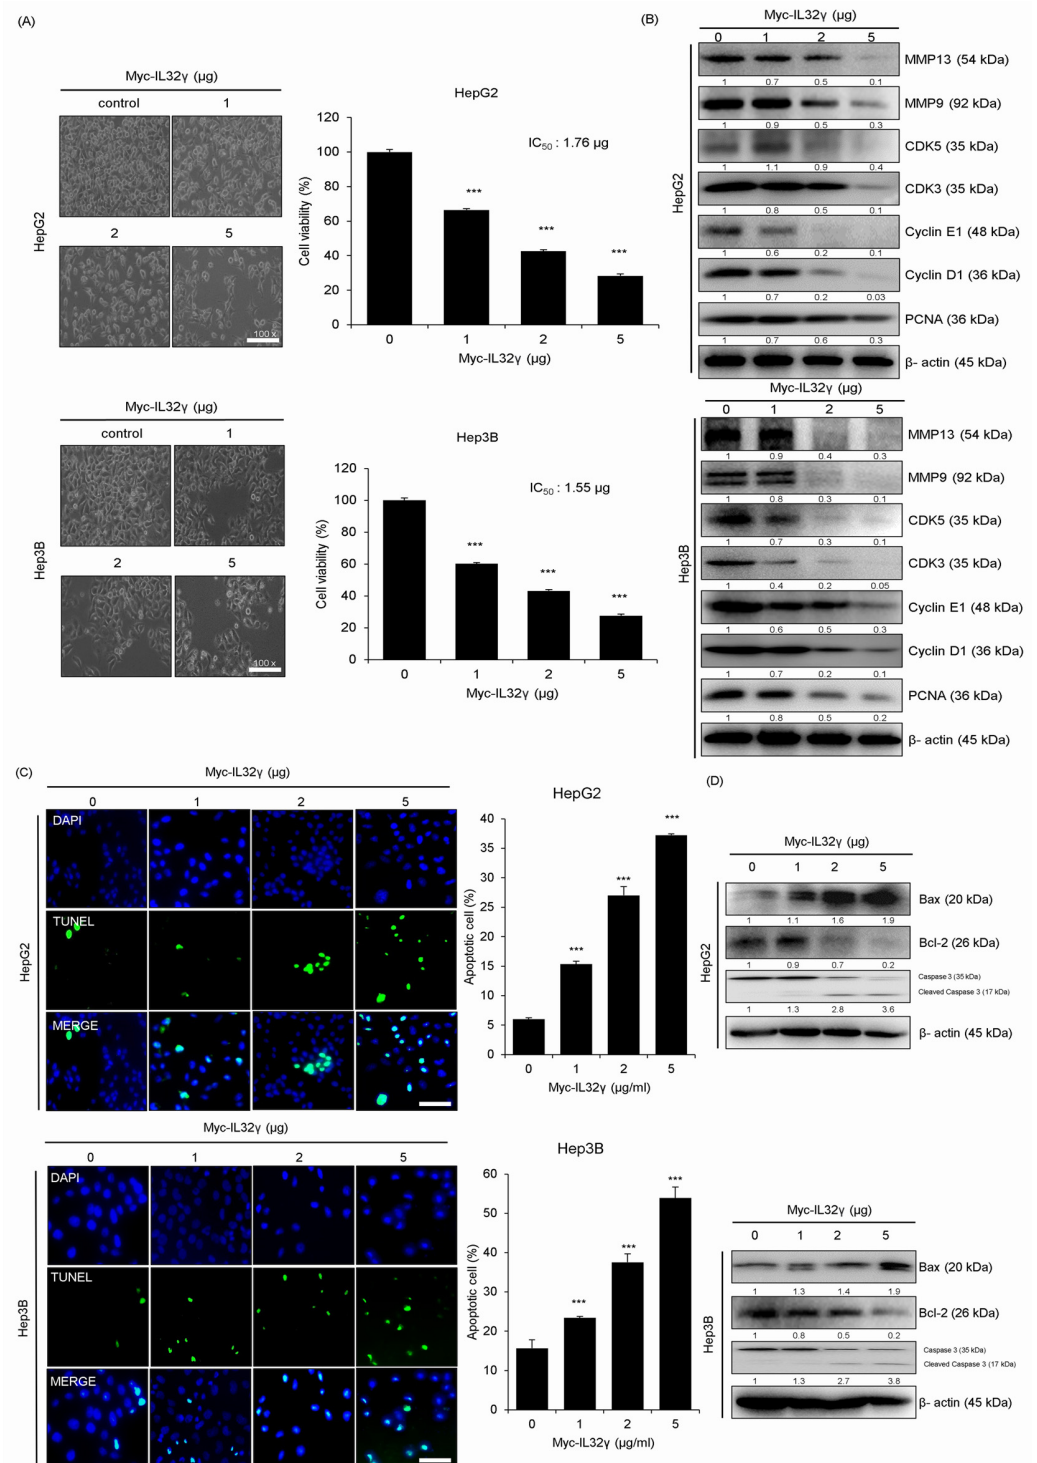 (A)
Myc-IL32γ (µg)
control 1
2 5
HepG2
100 x
HepG2
IC50 : 1.76 µg
Cell viability (%)
120
100
80
60
40
20
0
*** *** ***
0 1 2 5
Myc-IL32γ (µg)
Myc-IL32γ (µg)
control 1
2 5
Hep3B
100 x
Hep3B
IC50 : 1.55 µg
Cell viability (%)
120
100
80
60
40
20
0
*** *** ***
0 1 2 5
Myc-IL32γ (µg)
(B)
Myc-IL32γ (µg)
0 1 2 5
HepG2
MMP13 (54 kDa)
1 0.7 0.5 0.1
MMP9 (92 kDa)
1 0.9 0.5 0.3
CDK5 (35 kDa)
1 1.1 0.9 0.4
CDK3 (35 kDa)
1 0.8 0.5 0.1
Cyclin E1 (48 kDa)
1 0.6 0.2 0.1
Cyclin D1 (36 kDa)
1 0.7 0.2 0.03
PCNA (36 kDa)
1 0.7 0.6 0.3
β- actin (45 kDa)
Myc-IL32γ (µg)
0 1 2 5
Hep3B
MMP13 (54 kDa)
1 0.9 0.4 0.3
MMP9 (92 kDa)
1 0.8 0.3 0.1
CDK5 (35 kDa)
1 0.7 0.3 0.1
CDK3 (35 kDa)
1 0.4 0.2 0.05
Cyclin E1 (48 kDa)
1 0.6 0.5 0.3
Cyclin D1 (36 kDa)
1 0.7 0.2 0.1
PCNA (36 kDa)
1 0.8 0.5 0.2
β- actin (45 kDa)
(C)
Myc-IL32γ (µg)
0 1 2 5
HepG2
DAPI
TUNEL
MERGE
HepG2
Apoptotic cell (%)
40
35
30
25
20
15
10
5
0
*** *** ***
0 1 2 5
Myc-IL32γ (µg/ml)
Myc-IL32γ (µg)
0 1 2 5
Hep3B
DAPI
TUNEL
MERGE
Hep3B
Apoptotic cell (%)
60
50
40
30
20
10
0
*** *** ***
0 1 2 5
Myc-IL32γ (µg/ml)
(D)
Myc-IL32γ (µg)
0 1 2 5
HepG2
Bax (20 kDa)
1 1.1 1.6 1.9
Bcl-2 (26 kDa)
1 0.9 0.7 0.2
Caspase 3 (35 kDa)
Cleaved Caspase 3 (17 kDa)
1 1.3 2.8 3.6
β- actin (45 kDa)
Myc-IL32γ (µg)
0 1 2 5
Hep3B
Bax (20 kDa)
1 1.3 1.4 1.9
Bcl-2 (26 kDa)
1 0.8 0.5 0.2
Caspase 3 (35 kDa)
Cleaved Caspase 3 (17 kDa)
1 1.3 2.7 3.8
β- actin (45 kDa)